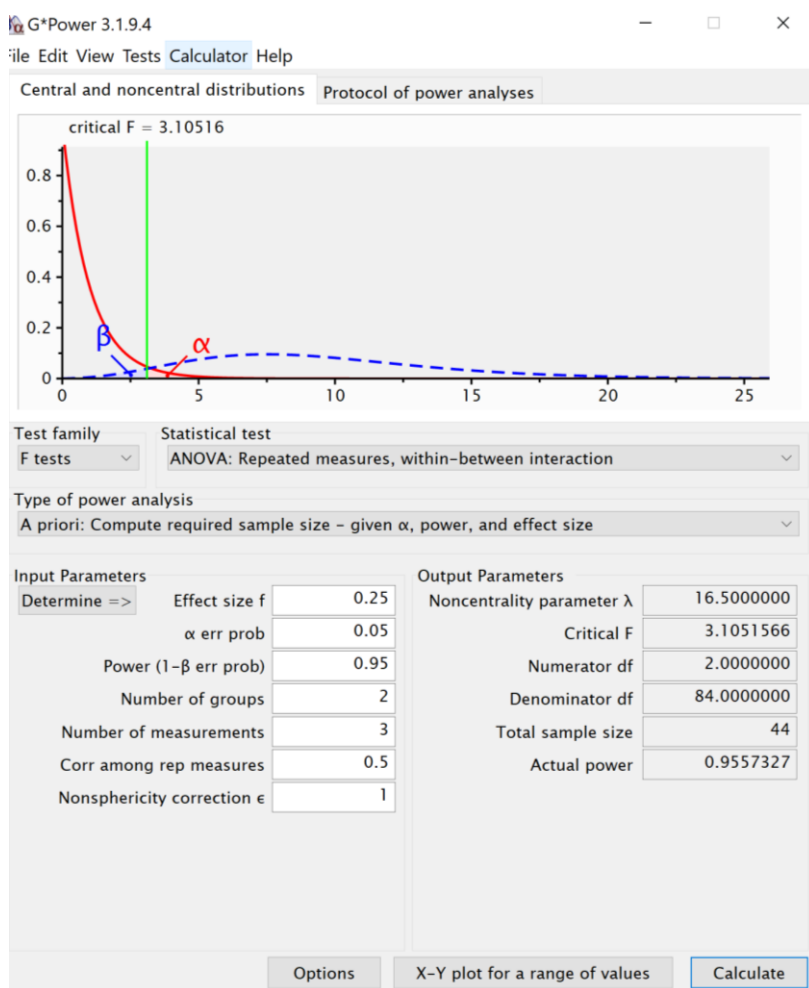 G*Power 3.1.9.4
File Edit View Tests Calculator Help
Central and noncentral distributions Protocol of power analyses
critical F = 3.10516
0.8
0.6
0.4
0.2
0
β
α
0 5 10 15 20 25
Test family Statistical test
F tests ANOVA: Repeated measures, within-between interaction
Type of power analysis
A priori: Compute required sample size – given α, power, and effect size
Input Parameters Output Parameters
Determine => Effect size f 0.25 Noncentrality parameter λ 16.5000000
α err prob 0.05 Critical F 3.1051566
Power (1-β err prob) 0.95 Numerator df 2.0000000
Number of groups 2 Denominator df 84.0000000
Number of measurements 3 Total sample size 44
Corr among rep measures 0.5 Actual power 0.9557327
Nonsphericity correction ϵ 1
Options X-Y plot for a range of values Calculate